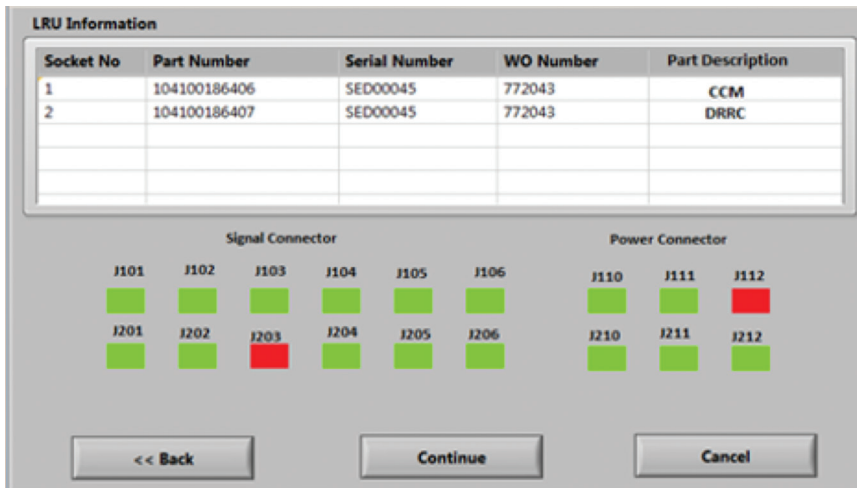 LRU Information
Socket No Part Number Serial Number WO Number Part Description
1 104100186406 SED00045 772043 CCM
2 104100186407 SED00045 772043 DRRC
Signal Connector Power Connector
J101 J102 J103 J104 J105 J106 J110 J111 J112
J201 J202 J203 J204 J205 J206 J210 J211 J212
<< Back Continue Cancel